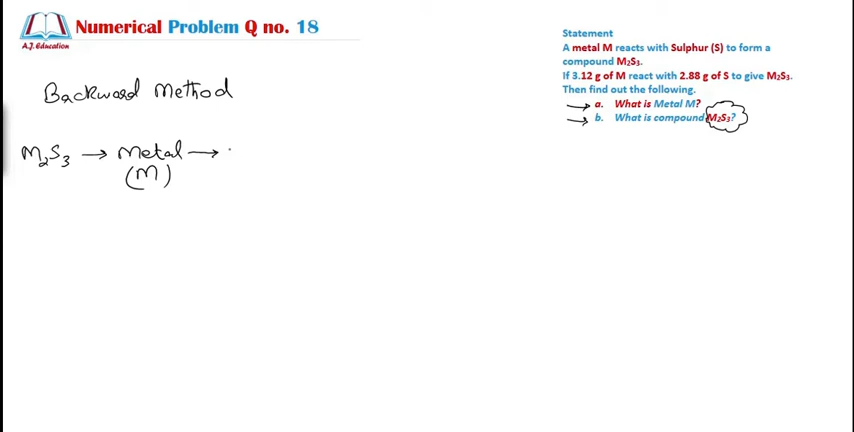 Numerical Problem Q no. 18
A.J. Education
Statement
A metal M reacts with Sulphur (S) to form a
compound M₂S₃.
If 3.12 g of M react with 2.88 g of S to give M₂S₃.
Then find out the following.
a. What is Metal M?
b. What is compound M₂S₃?
Backward Method
M₂S₃ → Metal →
(M)